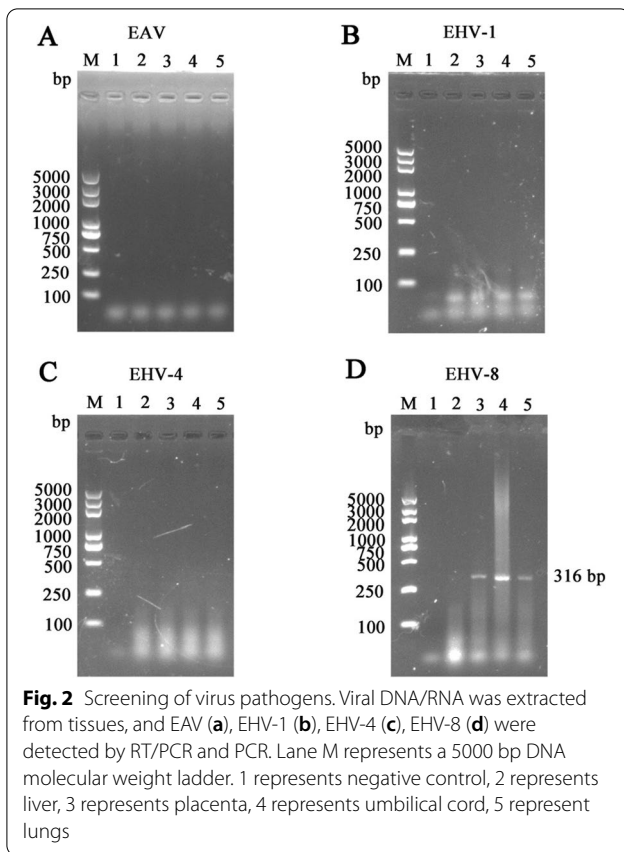 A
EAV
M 1 2 3 4 5
bp
5000
3000
2000
1000
750
500
250
100
B
EHV-1
M 1 2 3 4 5
bp
5000
3000
2000
1000
750
500
250
100
C
EHV-4
M 1 2 3 4 5
bp
5000
3000
2000
1000
750
500
250
100
D
EHV-8
M 1 2 3 4 5
bp
5000
3000
2000
1000
750
500
250
100
316 bp
Fig. 2 Screening of virus pathogens. Viral DNA/RNA was extracted
from tissues, and EAV (a), EHV-1 (b), EHV-4 (c), EHV-8 (d) were
detected by RT/PCR and PCR. Lane M represents a 5000 bp DNA
molecular weight ladder. 1 represents negative control, 2 represents
liver, 3 represents placenta, 4 represents umbilical cord, 5 represent
lungs